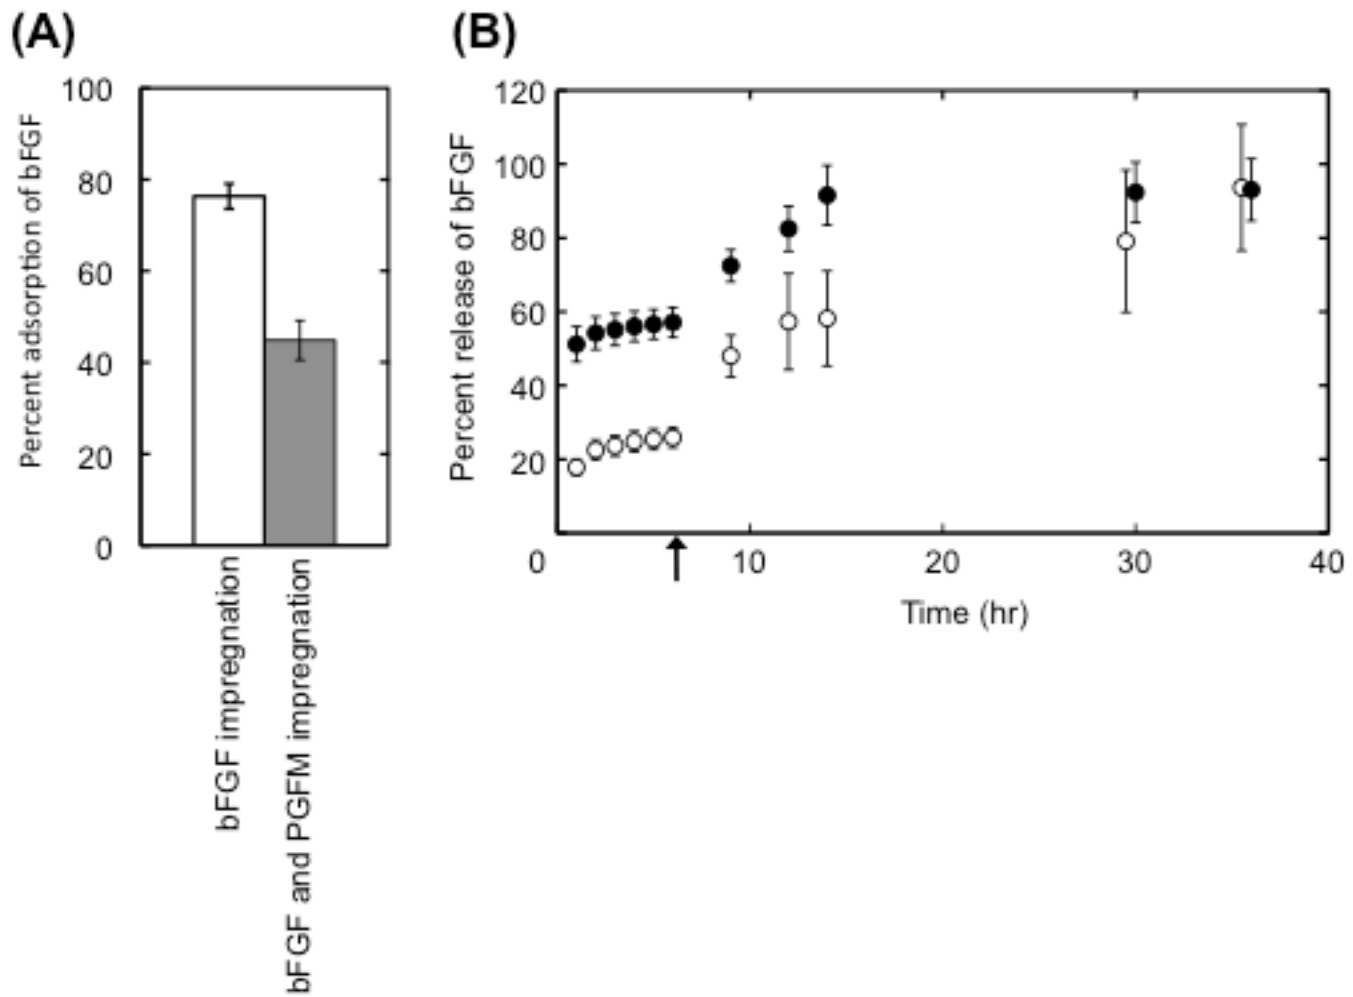 (A)
100
80
60
40
20
0
Percent adsorption of bFGF
bFGF impregnation
bFGF and PGFM impregnation
(B)
120
100
80
60
40
20
0
10
20
30
40
Percent release of bFGF
Time (hr)